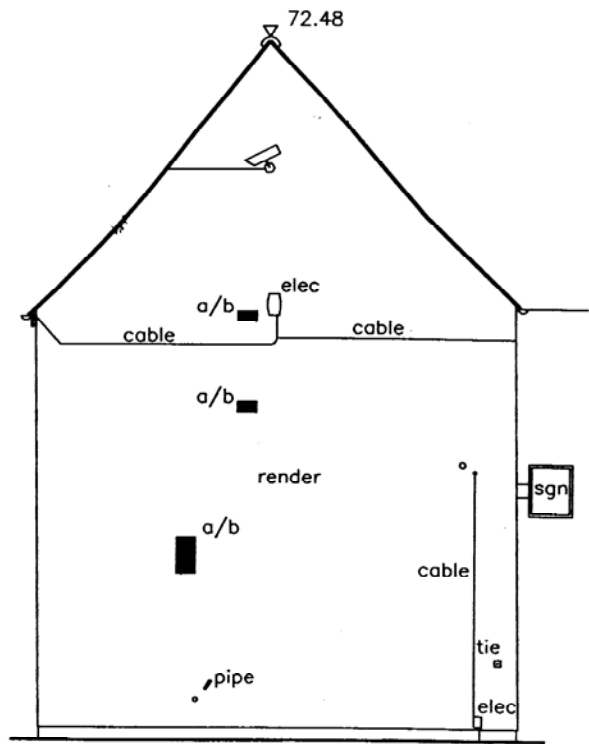 72.48
elec
a/b
cable
cable
a/b
render
sgn
a/b
cable
tie
pipe
elec